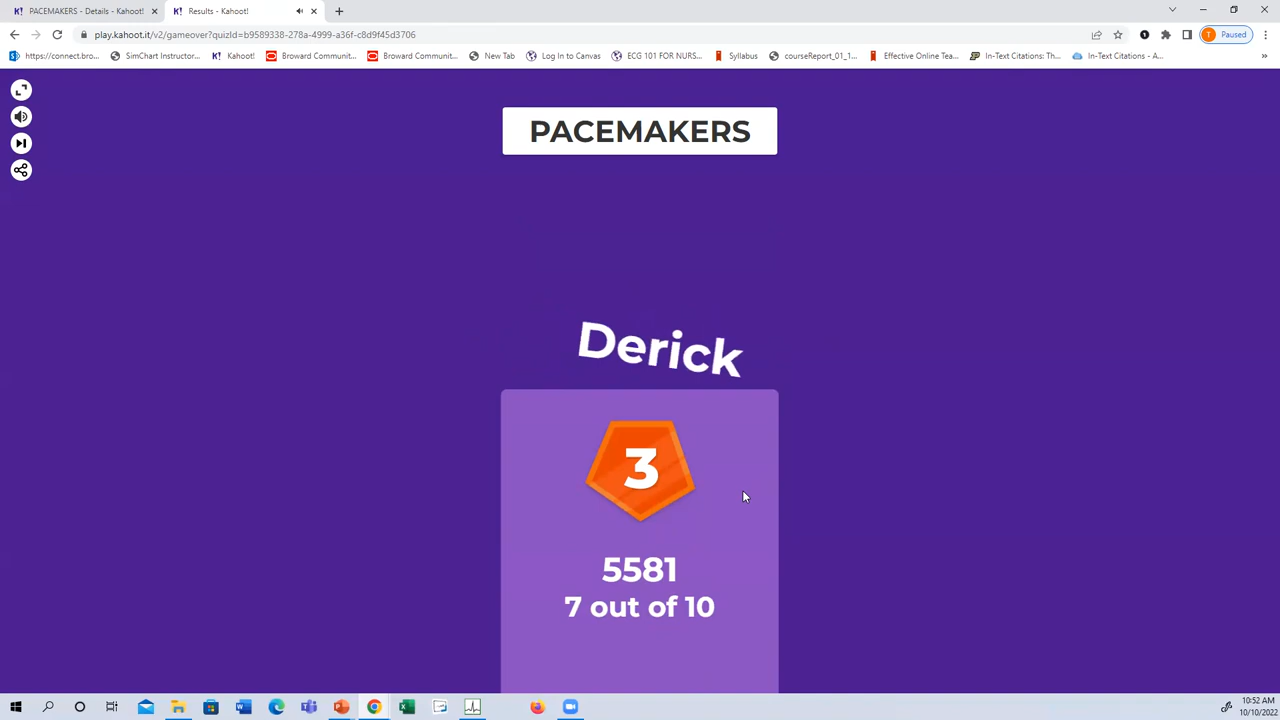 PACEMAKERS - Details - Kahoot!
Results - Kahoot!
play.kahoot.it/v2/gameover?quizId=b9589338-278a-4999-a36f-c8d9f45d3706
T Paused
https://connect.bro...
SimChart Instructor...
K! Kahoot!
Broward Communit...
Broward Communit...
New Tab
Log In to Canvas
ECG 101 FOR NURS...
Syllabus
courseReport_01_1...
Effective Online Tea...
In-Text Citations: Th...
In-Text Citations - A...
PACEMAKERS
Derick
3
5581
7 out of 10
10:52 AM
10/10/2022